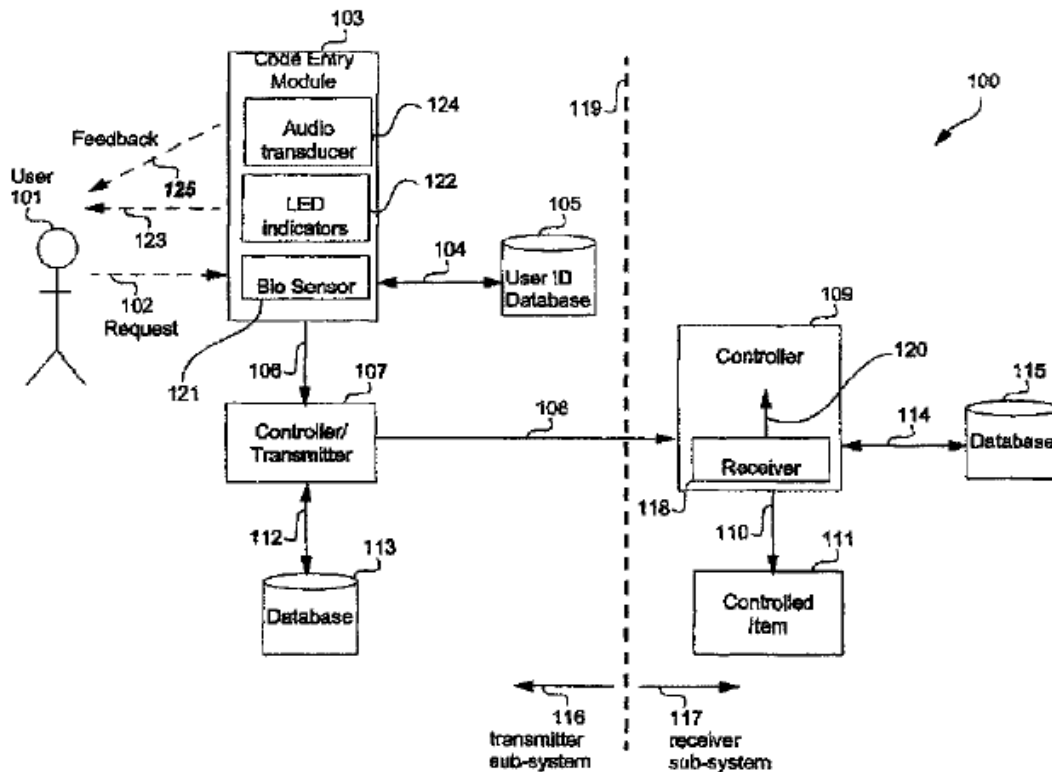 103
Code Entry
Module
124
119
100
Audio
transducer
Feedback
125
User
101
122
LED
indicators
123
105
104
User ID
Database
Bio Sensor
102
Request
109
Controller
120
115
106
107
121
108
114
Database
Controller/
Transmitter
Receiver
118
110
112
111
113
Controlled
Item
Database
116
117
transmitter
sub-system
receiver
sub-system